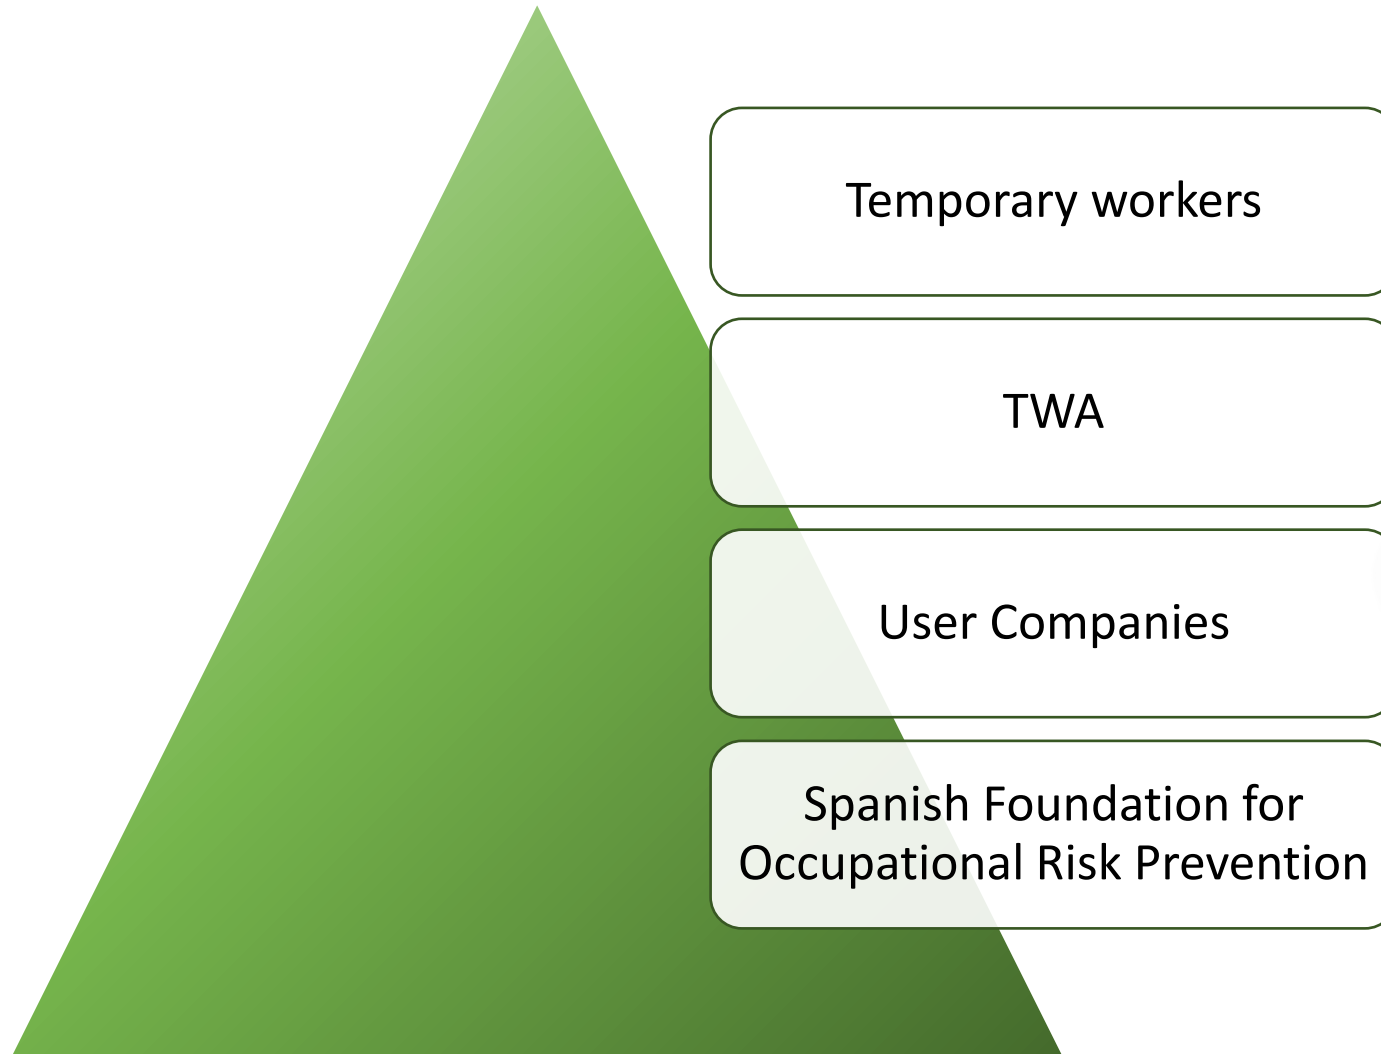 Temporary workers
TWA
User Companies
Spanish Foundation for
Occupational Risk Prevention